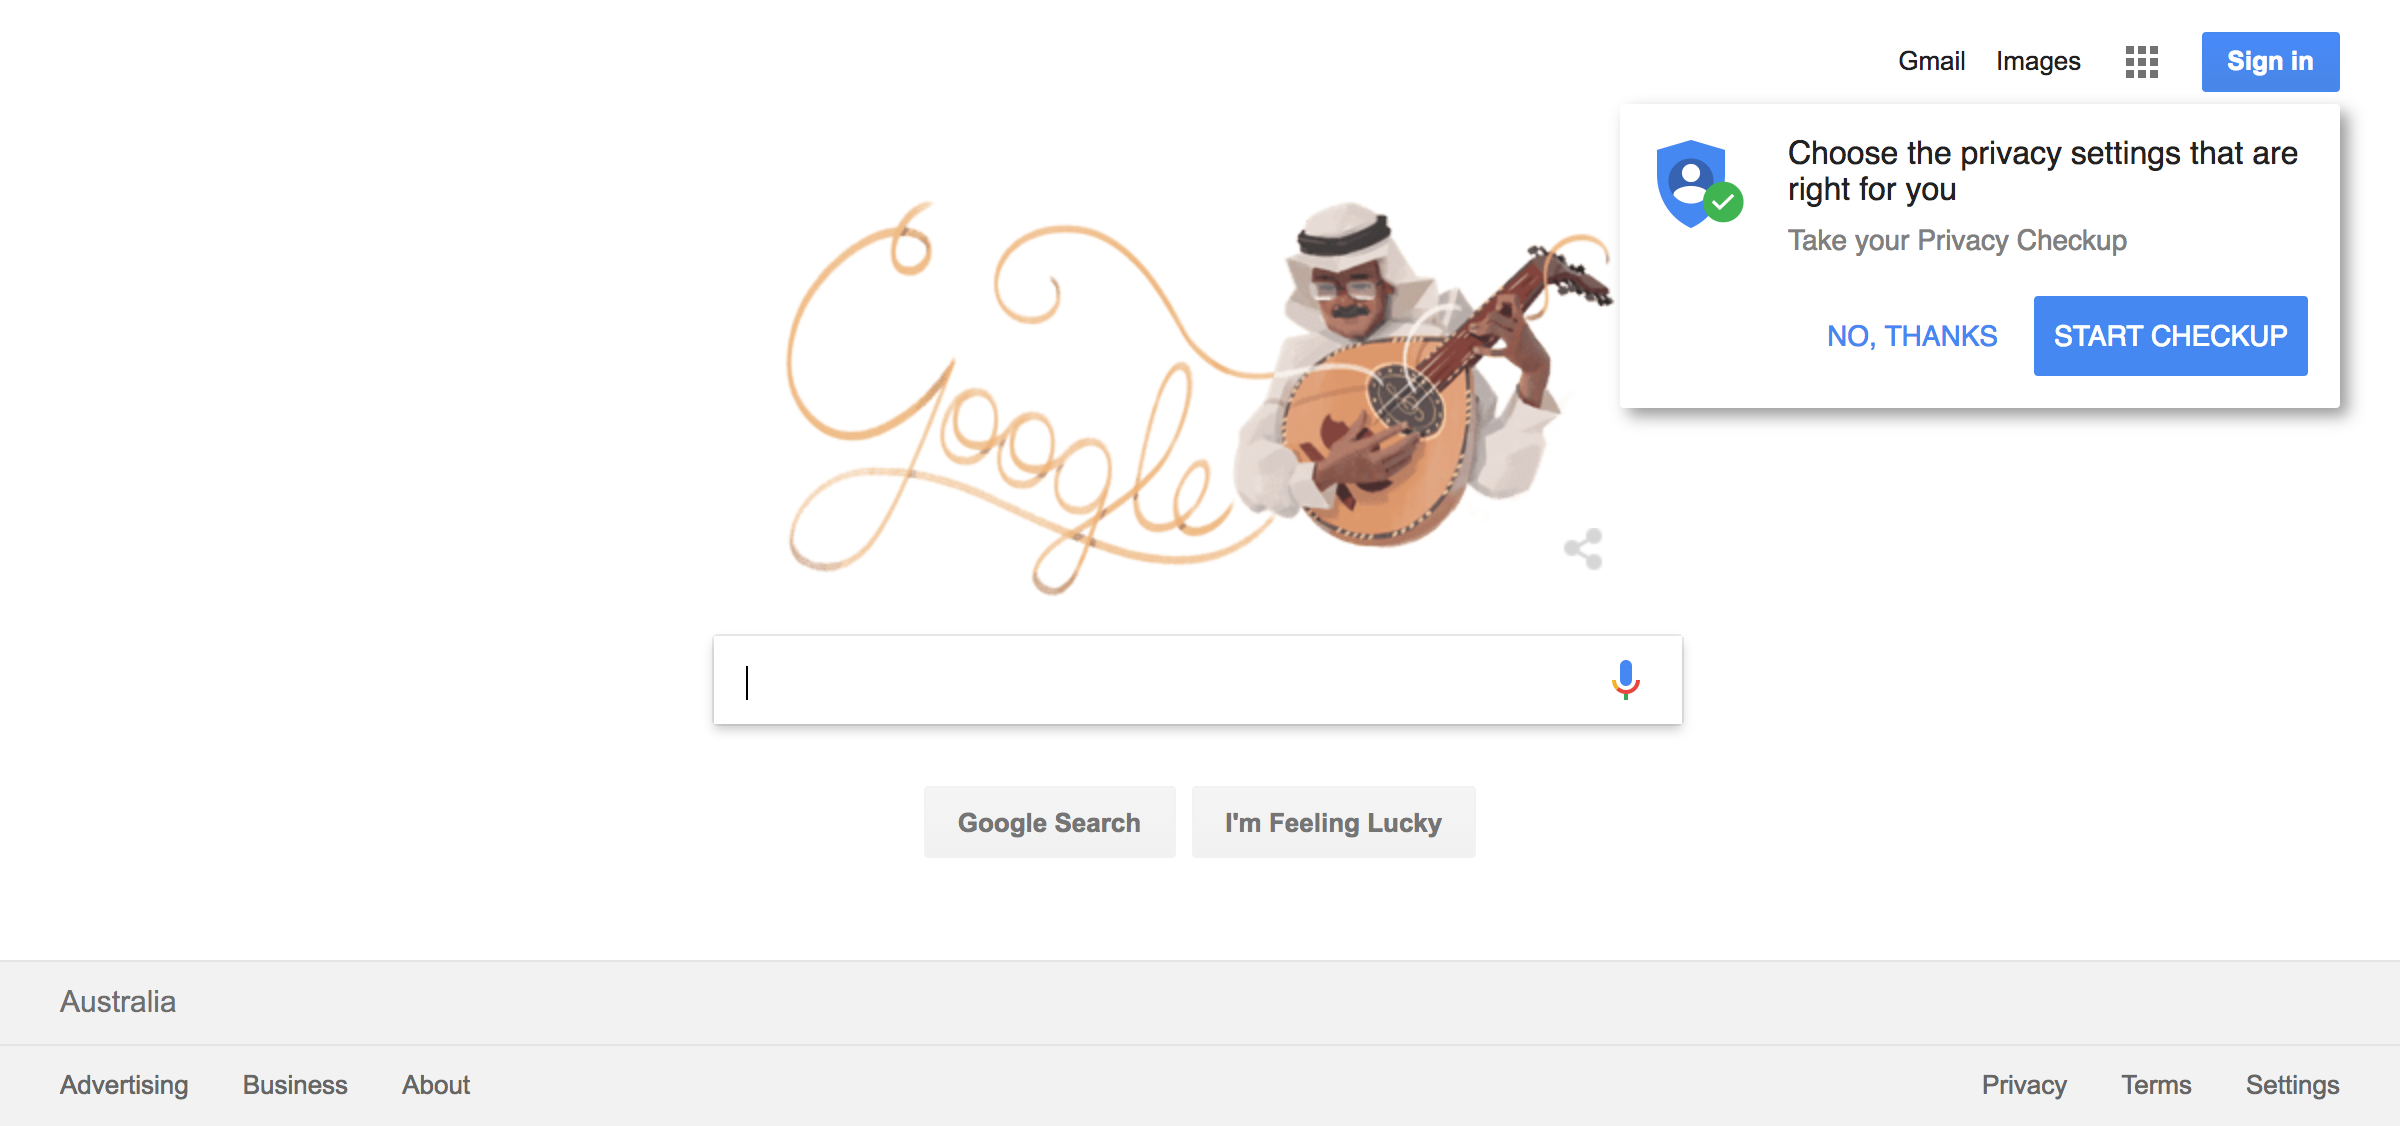 Gmail Images Sign in
Choose the privacy settings that are
right for you
Take your Privacy Checkup
NO, THANKS START CHECKUP
Google
Google Search I'm Feeling Lucky
Australia
Advertising Business About Privacy Terms Settings